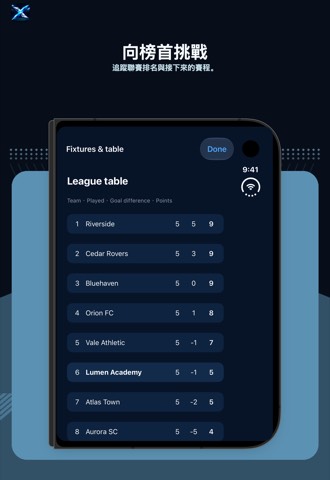 向榜首挑戰
追蹤聯賽排名與接下來的賽程。
Fixtures & table
Done
9:41
League table
Team · Played · Goal difference · Points
1 Riverside 5 5 9
2 Cedar Rovers 5 3 9
3 Bluehaven 5 0 9
4 Orion FC 5 1 8
5 Vale Athletic 5 -1 7
6 Lumen Academy 5 -1 5
7 Atlas Town 5 -2 5
8 Aurora SC 5 -5 4